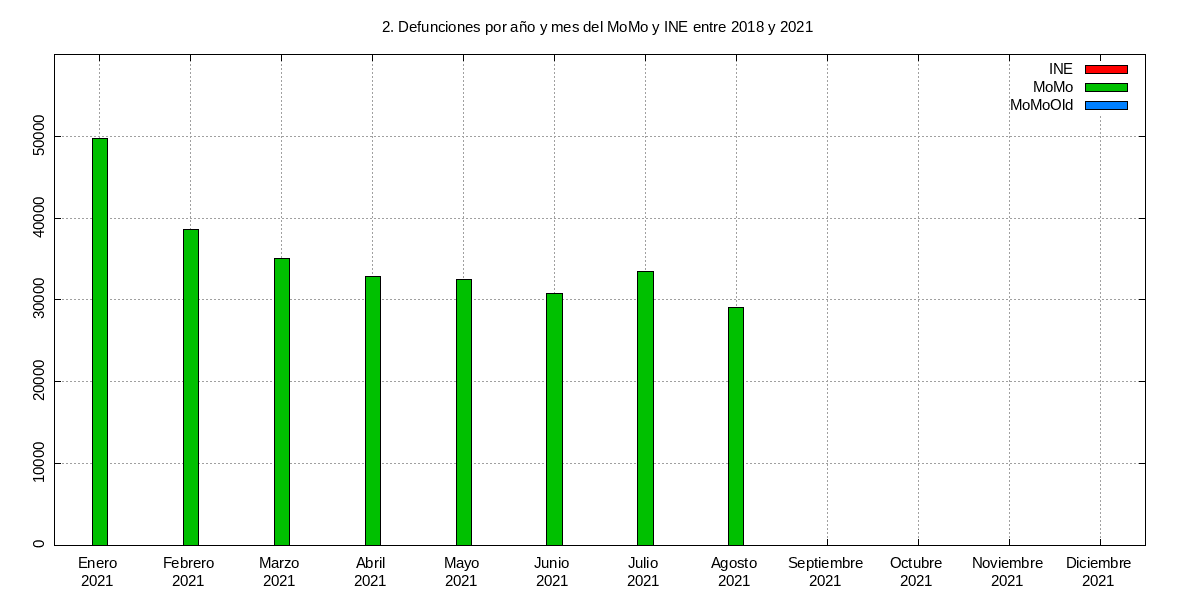 2. Defunciones por año y mes del MoMo y INE entre 2018 y 2021
INE
MoMo
MoMoOld
50000
40000
30000
20000
10000
0
Enero
2021
Febrero
2021
Marzo
2021
Abril
2021
Mayo
2021
Junio
2021
Julio
2021
Agosto
2021
Septiembre
2021
Octubre
2021
Noviembre
2021
Diciembre
2021